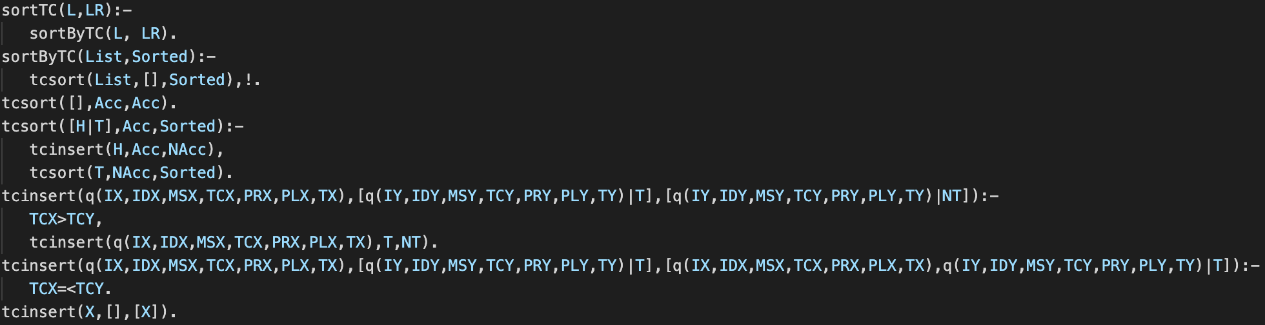 sortTC(L,LR):-
sortByTC(L, LR).
sortByTC(List,Sorted):-
tcsort(List,[],Sorted),!.
tcsort([],Acc,Acc).
tcsort([H|T],Acc,Sorted):-
tcinsert(H,Acc,NAcc),
tcsort(T,NAcc,Sorted).
tcinsert(q(IX,IDX,MSX,TCX,PRX,PLX,TX),[q(IY,IDY,MSY,TCY,PRY,PLY,TY)|T],[q(IY,IDY,MSY,TCY,PRY,PLY,TY)|NT]):-
TCX>TCY,
tcinsert(q(IX,IDX,MSX,TCX,PRX,PLX,TX),T,NT).
tcinsert(q(IX,IDX,MSX,TCX,PRX,PLX,TX),[q(IY,IDY,MSY,TCY,PRY,PLY,TY)|T],[q(IX,IDX,MSX,TCX,PRX,PLX,TX),q(IY,IDY,MSY,TCY,PRY,PLY,TY)|T]):-
TCX=<TCY.
tcinsert(X,[],[X]).